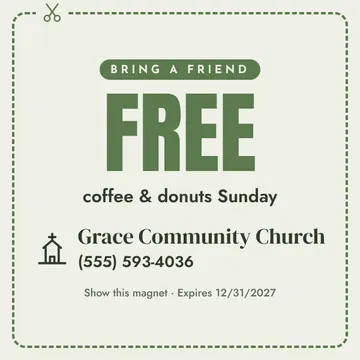 BRING A FRIEND
FREE
coffee & donuts Sunday
Grace Community Church
(555) 593-4036
Show this magnet · Expires 12/31/2027